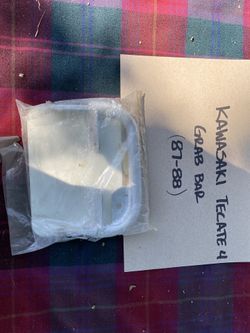 KAWASAKI TECATE 4
GRAB BAR
(87-88)